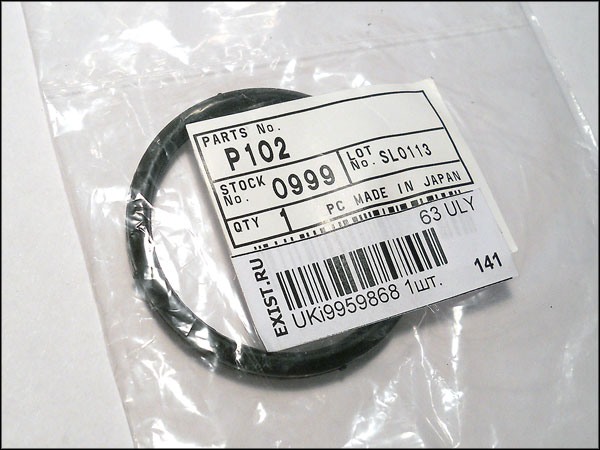 PARTS No.
P102
STOCK No. 0999
LOT No. SL0113
QTY 1 PC MADE IN JAPAN
63 ULY
EXIST.RU
141
UKi9959868 1шт.